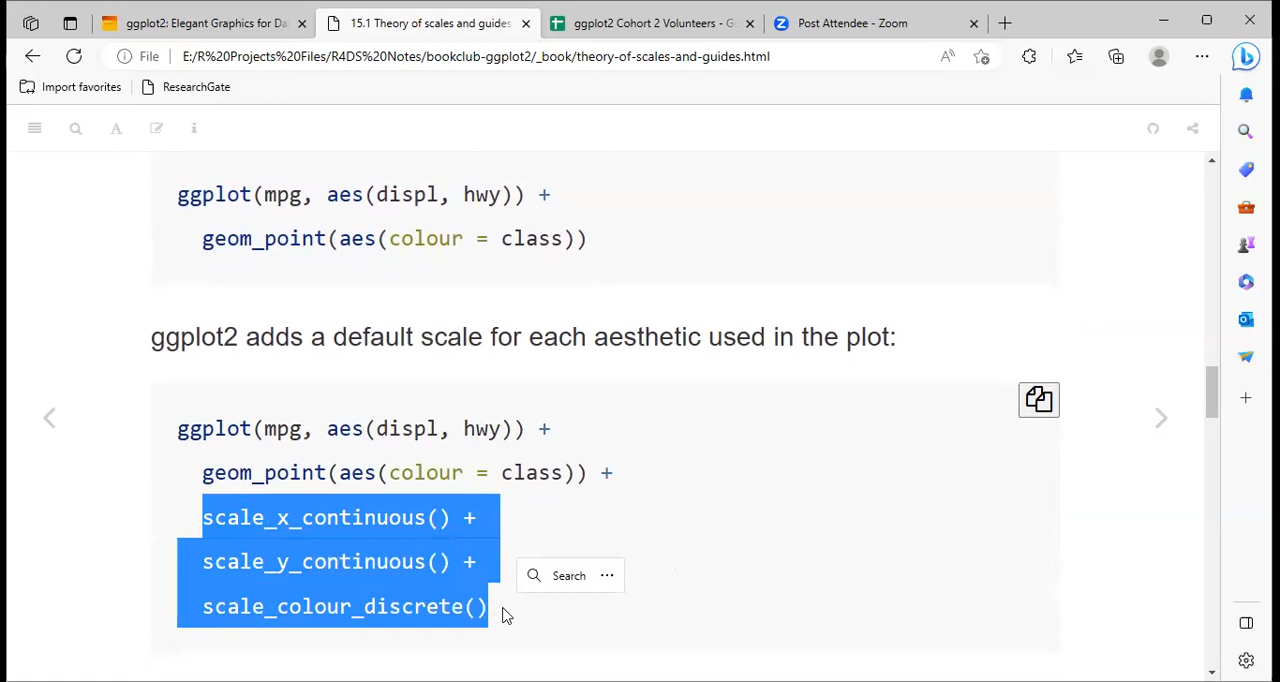 ggplot2: Elegant Graphics for Da
15.1 Theory of scales and guides
ggplot2 Cohort 2 Volunteers - G
Post Attendee - Zoom
File
E:/R%20Projects%20Files/R4DS%20Notes/bookclub-ggplot2/_book/theory-of-scales-and-guides.html
Import favorites
ResearchGate
ggplot(mpg, aes(displ, hwy)) +
geom_point(aes(colour = class))
ggplot2 adds a default scale for each aesthetic used in the plot:
ggplot(mpg, aes(displ, hwy)) +
geom_point(aes(colour = class)) +
scale_x_continuous() +
scale_y_continuous() +
Search
scale_colour_discrete()